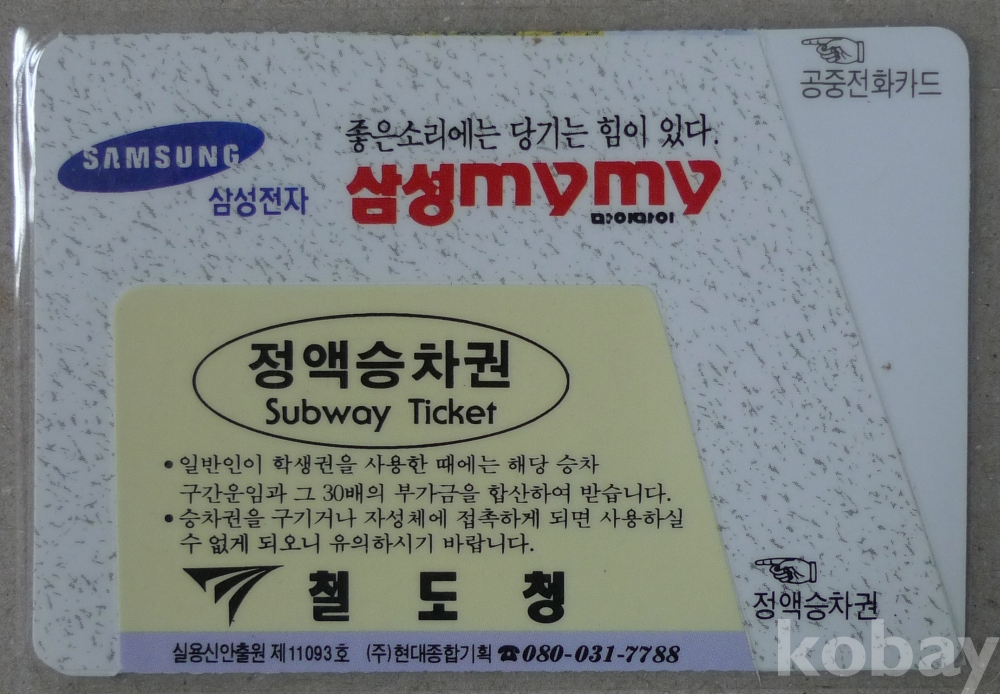 공중전화카드
좋은소리에는 당기는 힘이 있다.
SAMSUNG
삼성전자
삼성mymy
마이마이
정액승차권
Subway Ticket
• 일반인이 학생권을 사용한 때에는 해당 승차
구간운임과 그 30배의 부가금을 합산하여 받습니다.
• 승차권을 구기거나 자성체에 접촉하게 되면 사용하실
수 없게 되오니 유의하시기 바랍니다.
철 도 청
정액승차권
실용신안출원 제11093호 (주)현대종합기획 ☎080-031-7788
kobay